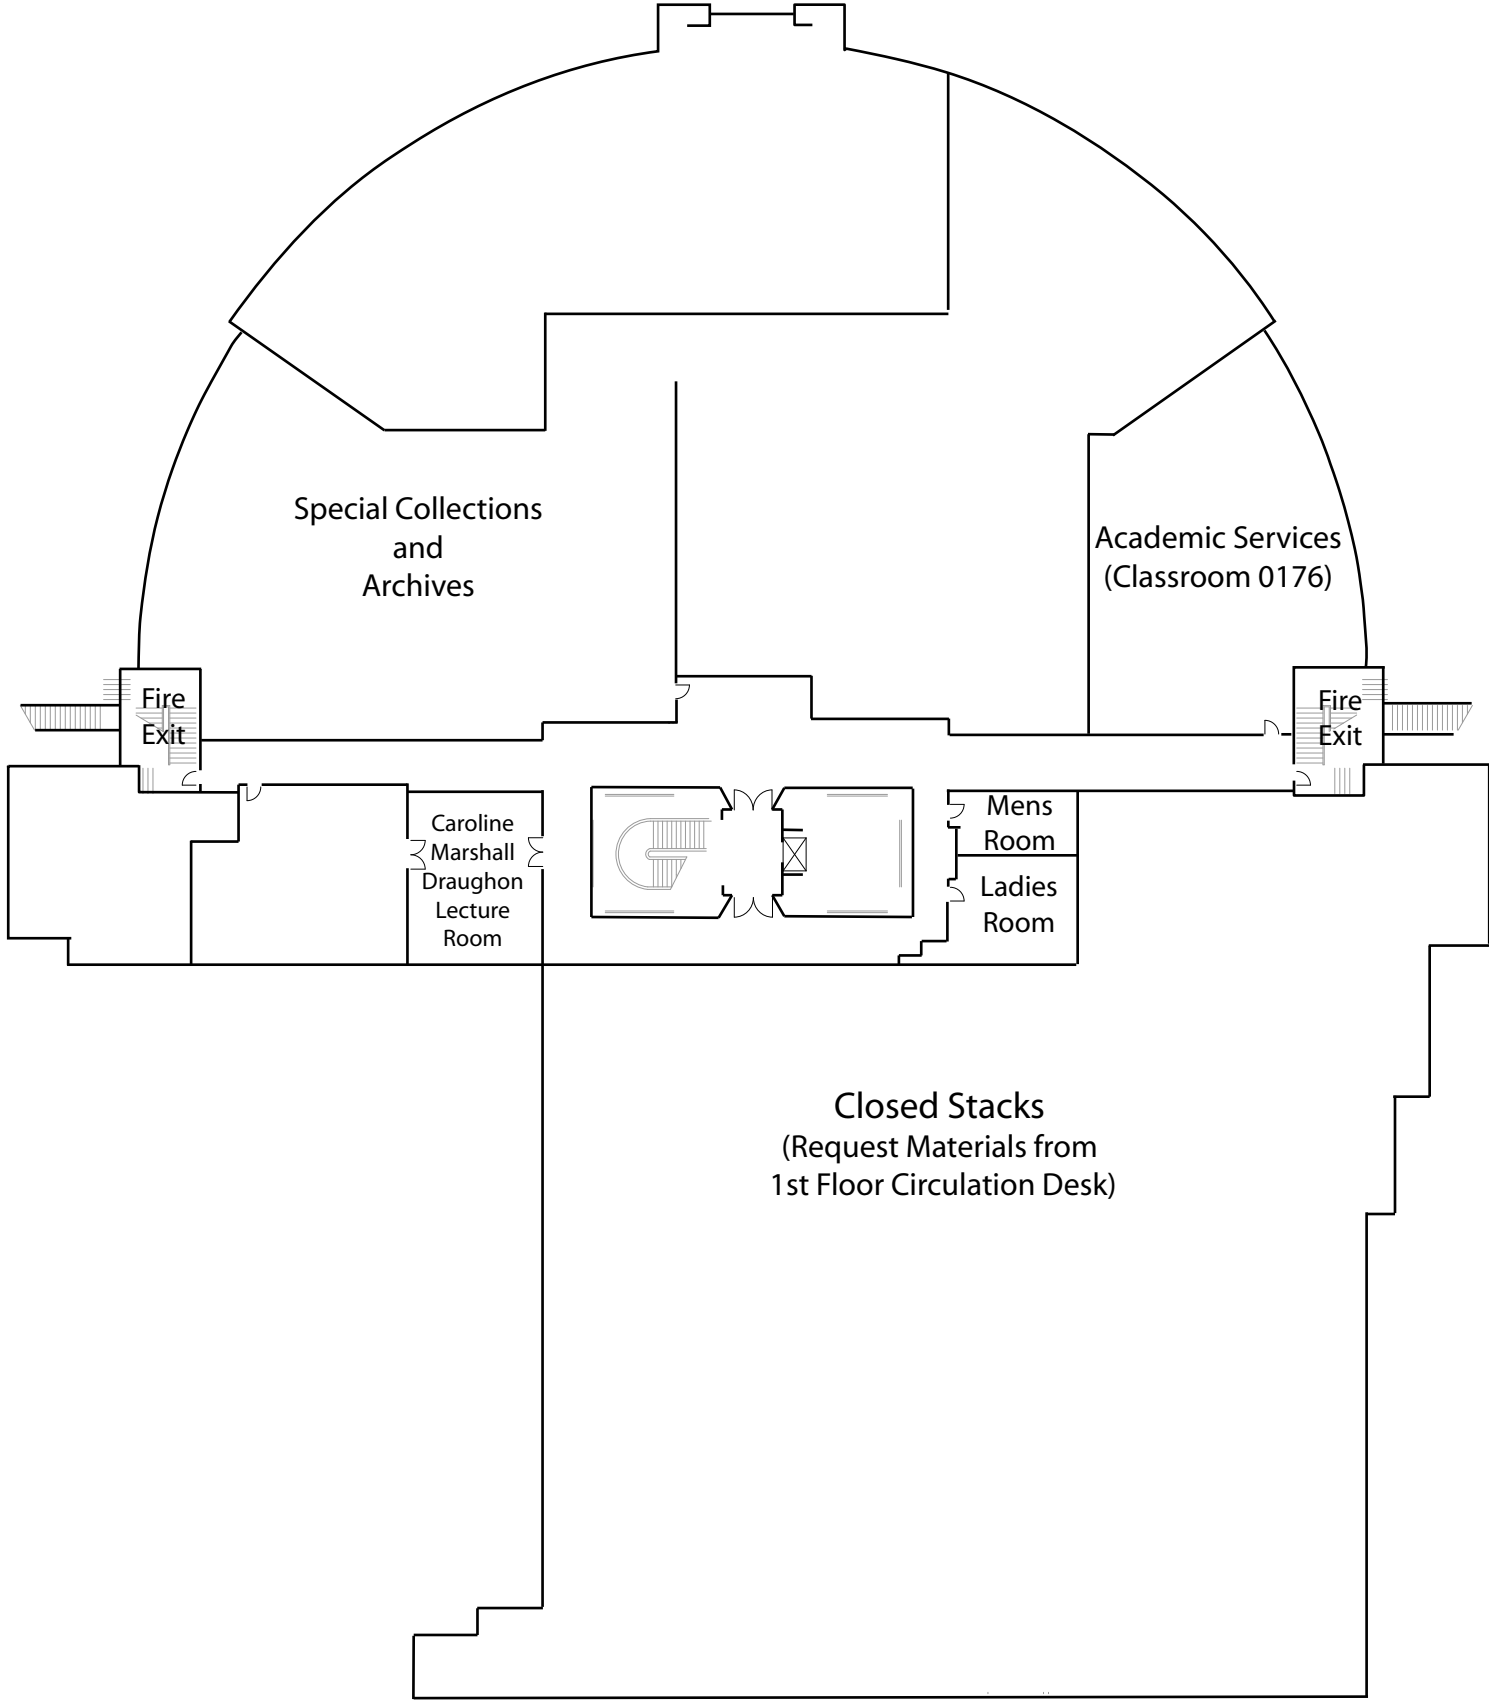 Special Collections
and
Archives
Academic Services
(Classroom 0176)
Fire
Exit
Fire
Exit
Caroline
Marshall
Draughon
Lecture
Room
Mens
Room
Ladies
Room
Closed Stacks
(Request Materials from
1st Floor Circulation Desk)